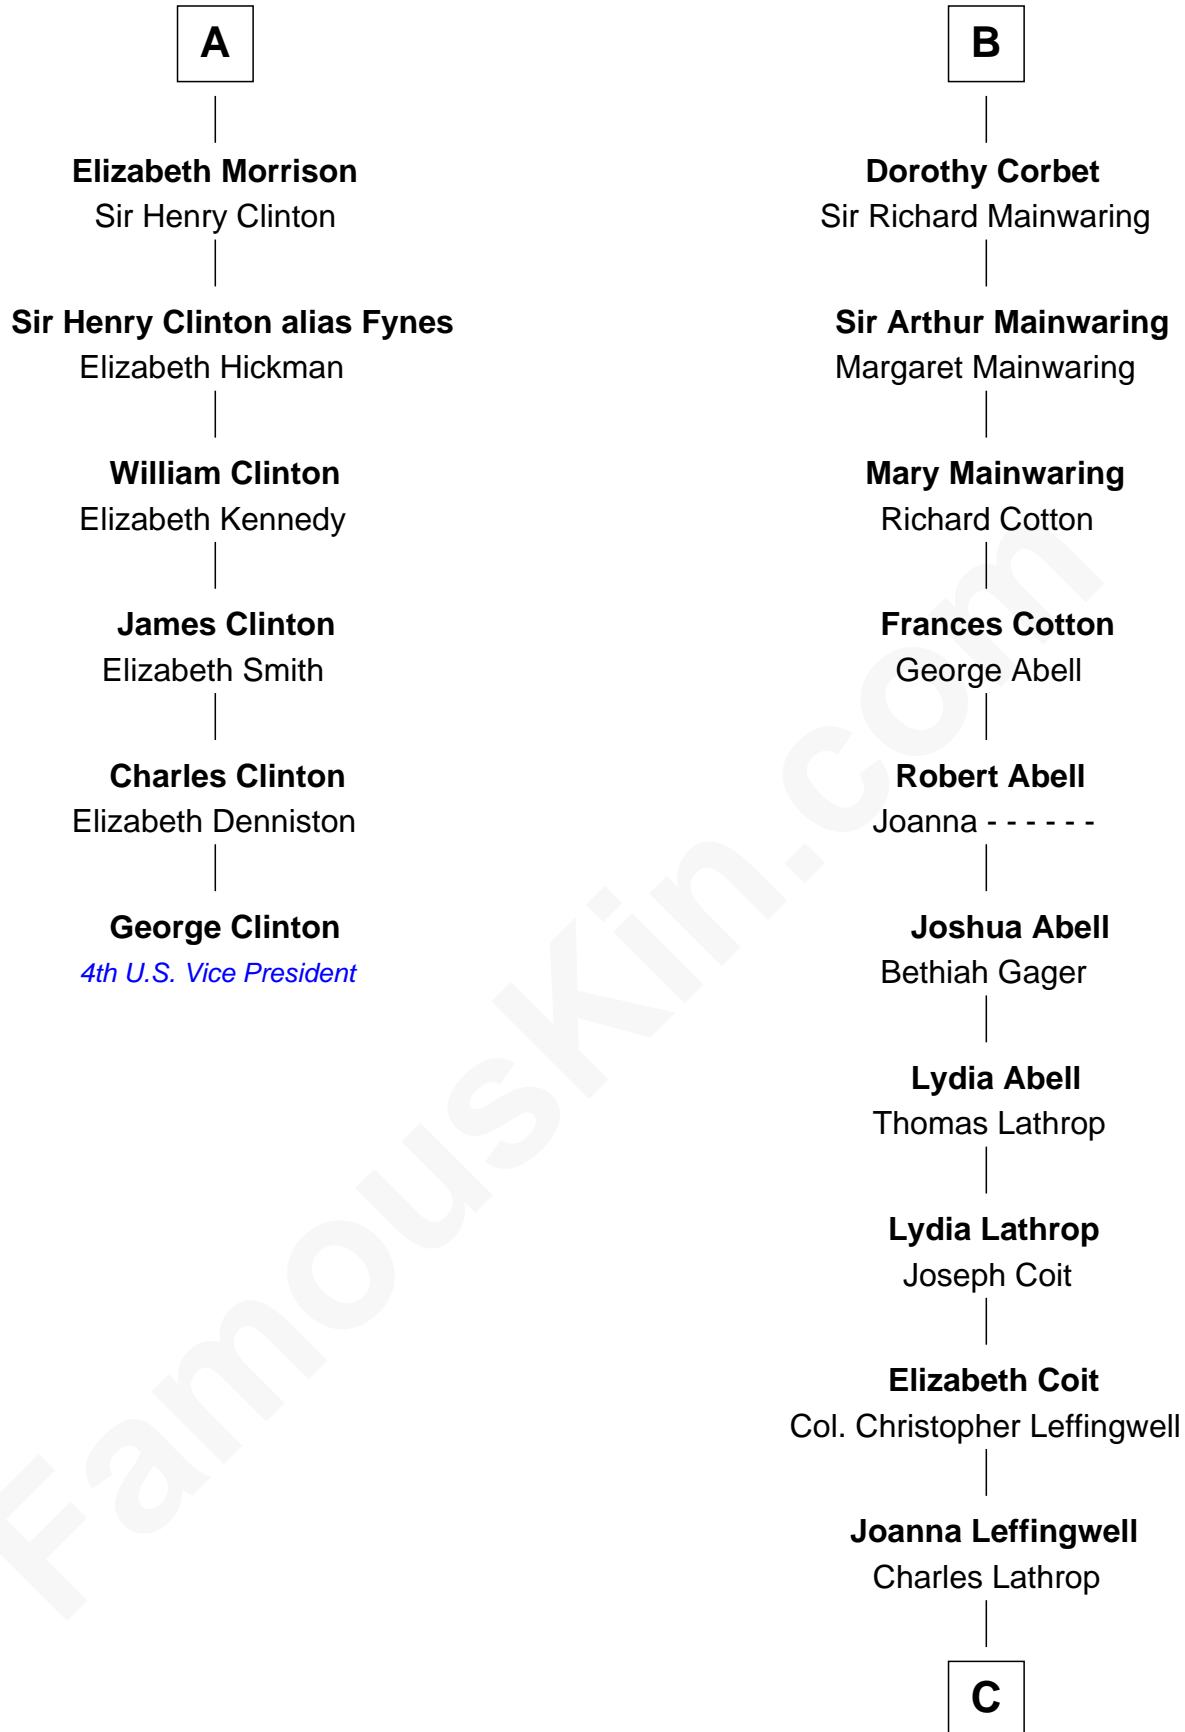 A
Elizabeth Morrison
Sir Henry Clinton
Sir Henry Clinton alias Fynes
Elizabeth Hickman
William Clinton
Elizabeth Kennedy
James Clinton
Elizabeth Smith
Charles Clinton
Elizabeth Denniston
George Clinton
4th U.S. Vice President
B
Dorothy Corbet
Sir Richard Mainwaring
Sir Arthur Mainwaring
Margaret Mainwaring
Mary Mainwaring
Richard Cotton
Frances Cotton
George Abell
Robert Abell
Joanna - - - - - -
Joshua Abell
Bethiah Gager
Lydia Abell
Thomas Lathrop
Lydia Lathrop
Joseph Coit
Elizabeth Coit
Col. Christopher Leffingwell
Joanna Leffingwell
Charles Lathrop
C
FamousKin.com